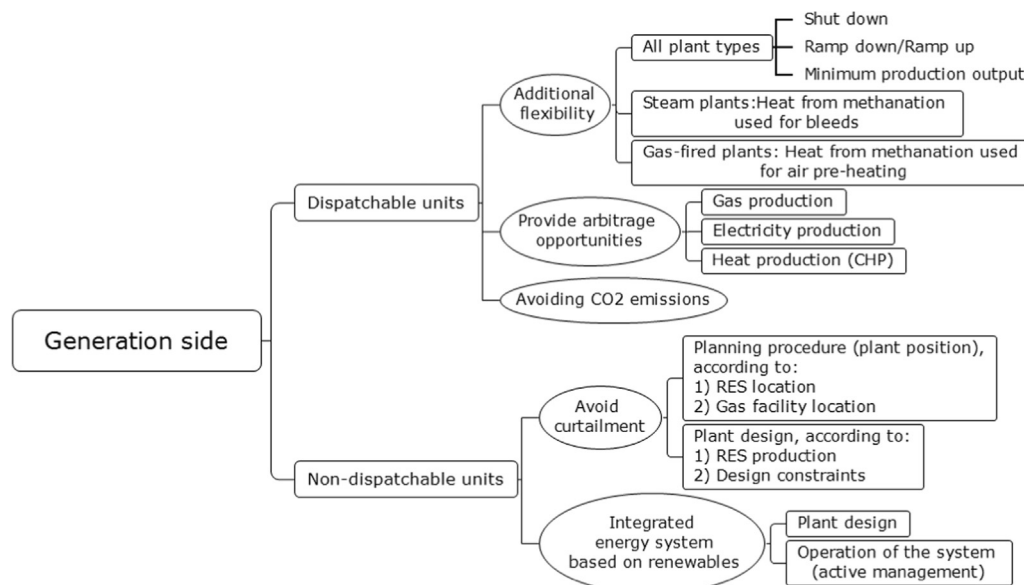 Generation side
Dispatchable units
Additional
flexibility
All plant types
Shut down
Ramp down/Ramp up
Minimum production output
Steam plants:Heat from methanation
used for bleeds
Gas-fired plants: Heat from methanation used
for air pre-heating
Provide arbitrage
opportunities
Gas production
Electricity production
Heat production (CHP)
Avoiding CO2 emissions
Non-dispatchable units
Avoid
curtailment
Planning procedure (plant position),
according to:
1) RES location
2) Gas facility location
Plant design, according to:
1) RES production
2) Design constraints
Integrated
energy system
based on renewables
Plant design
Operation of the system
(active management)